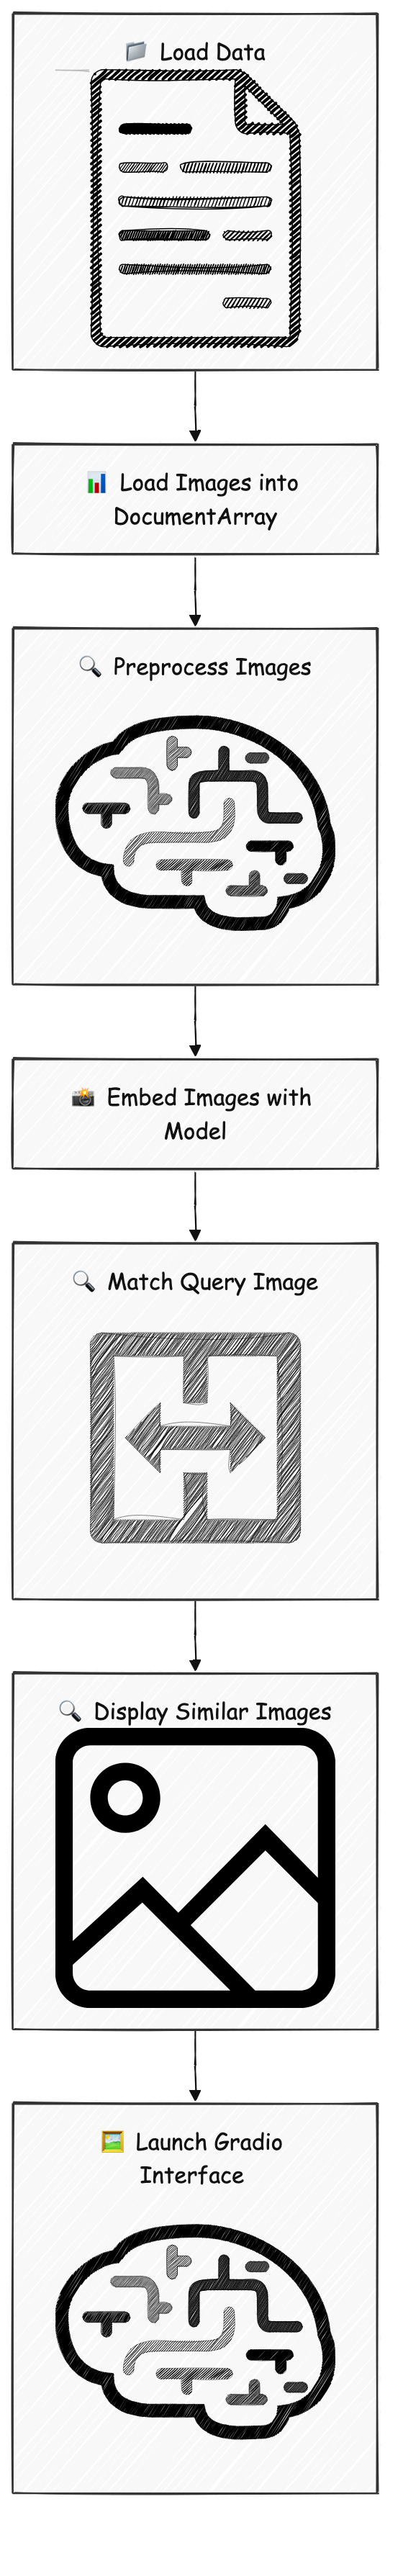 📁 Load Data
📊 Load Images into
DocumentArray
🔍 Preprocess Images
📸 Embed Images with
Model
🔍 Match Query Image
🔍 Display Similar Images
🖼️ Launch Gradio
Interface